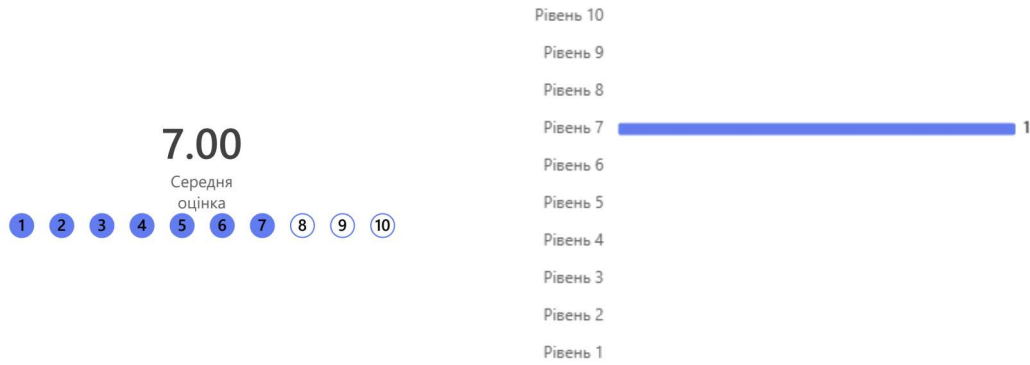 7.00
Середня
оцінка
1 2 3 4 5 6 7 8 9 10
Рівень 10
Рівень 9
Рівень 8
Рівень 7 1
Рівень 6
Рівень 5
Рівень 4
Рівень 3
Рівень 2
Рівень 1